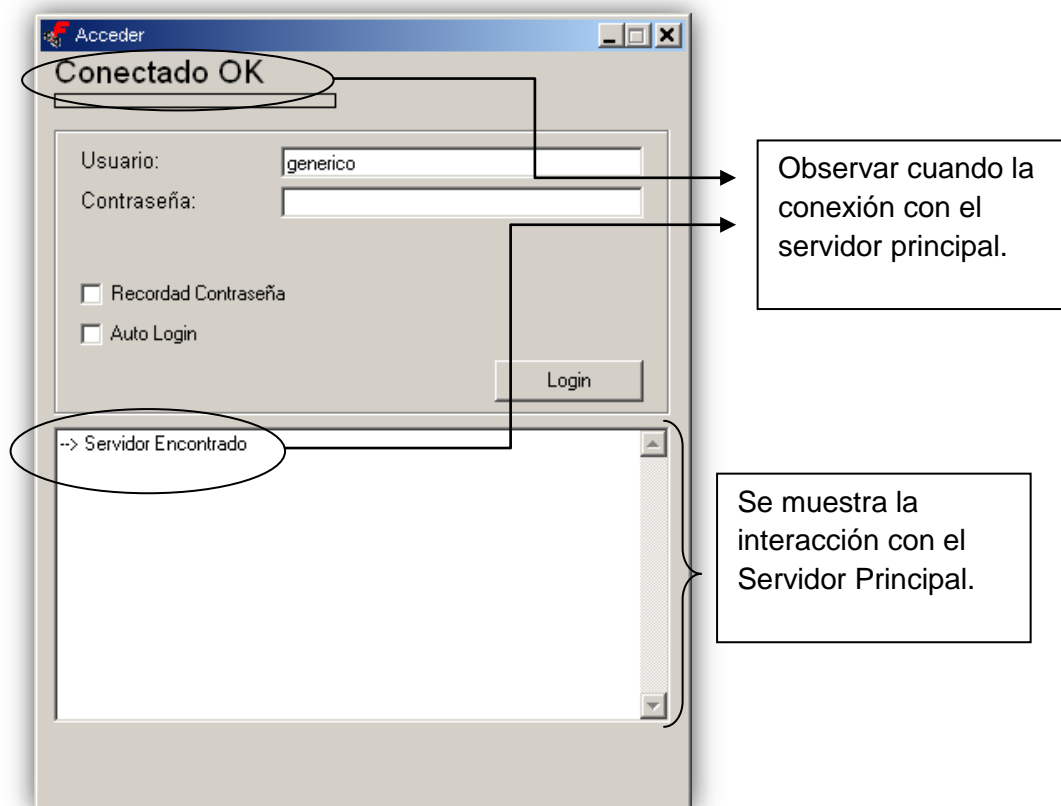 Acceder
Conectado OK
Usuario:
generico
Contraseña:
Recordad Contraseña
Auto Login
Login
--> Servidor Encontrado
Observar cuando la
conexión con el
servidor principal.
Se muestra la
interacción con el
Servidor Principal.